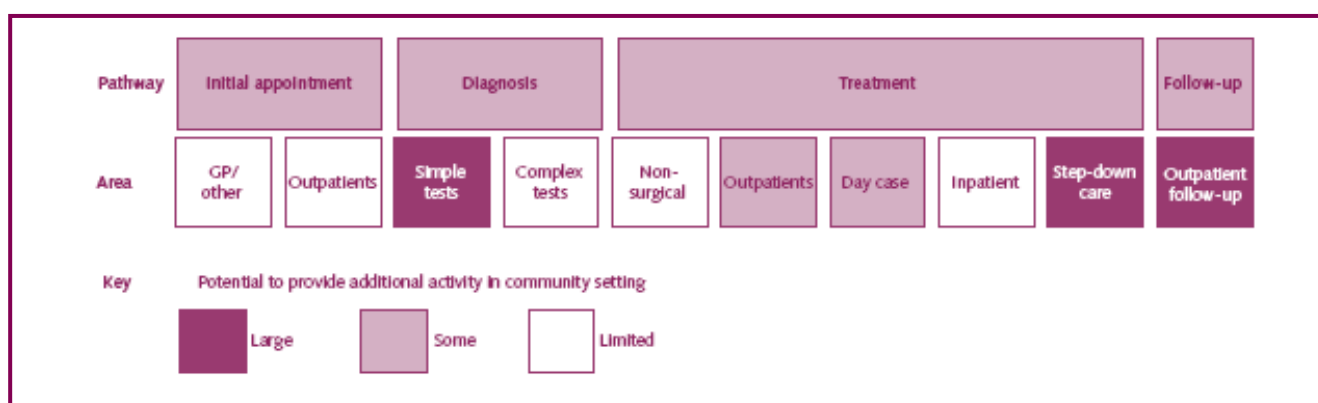 Pathway
Initial appointment
Diagnosis
Treatment
Follow-up
Area
GP/
other
Outpatients
Simple
tests
Complex
tests
Non-
surgical
Outpatients
Day case
Inpatient
Step-down
care
Outpatient
follow-up
Key
Potential to provide additional activity in community setting
Large
Some
Limited